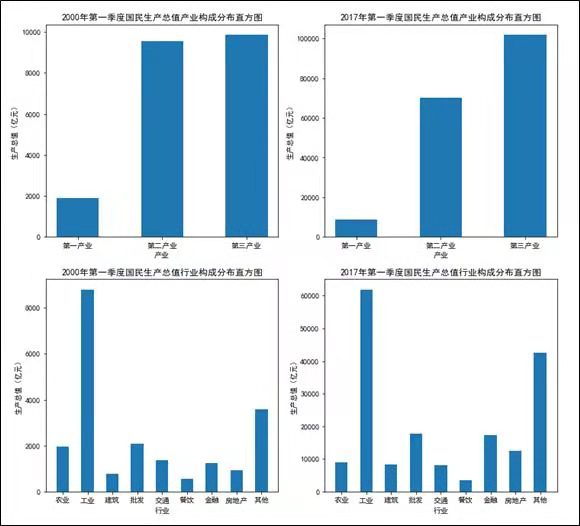 2000年第一季度国民生产总值产业构成分布直方图
生产总值（亿元）
10000
8000
6000
4000
2000
0
第一产业 第二产业 第三产业
产业
2017年第一季度国民生产总值产业构成分布直方图
生产总值（亿元）
100000
80000
60000
40000
20000
0
第一产业 第二产业 第三产业
产业
2000年第一季度国民生产总值行业构成分布直方图
生产总值（亿元）
8000
6000
4000
2000
0
农业 工业 建筑 批发 交通 餐饮 金融 房地产 其他
行业
2017年第一季度国民生产总值行业构成分布直方图
生产总值（亿元）
60000
50000
40000
30000
20000
10000
0
农业 工业 建筑 批发 交通 餐饮 金融 房地产 其他
行业